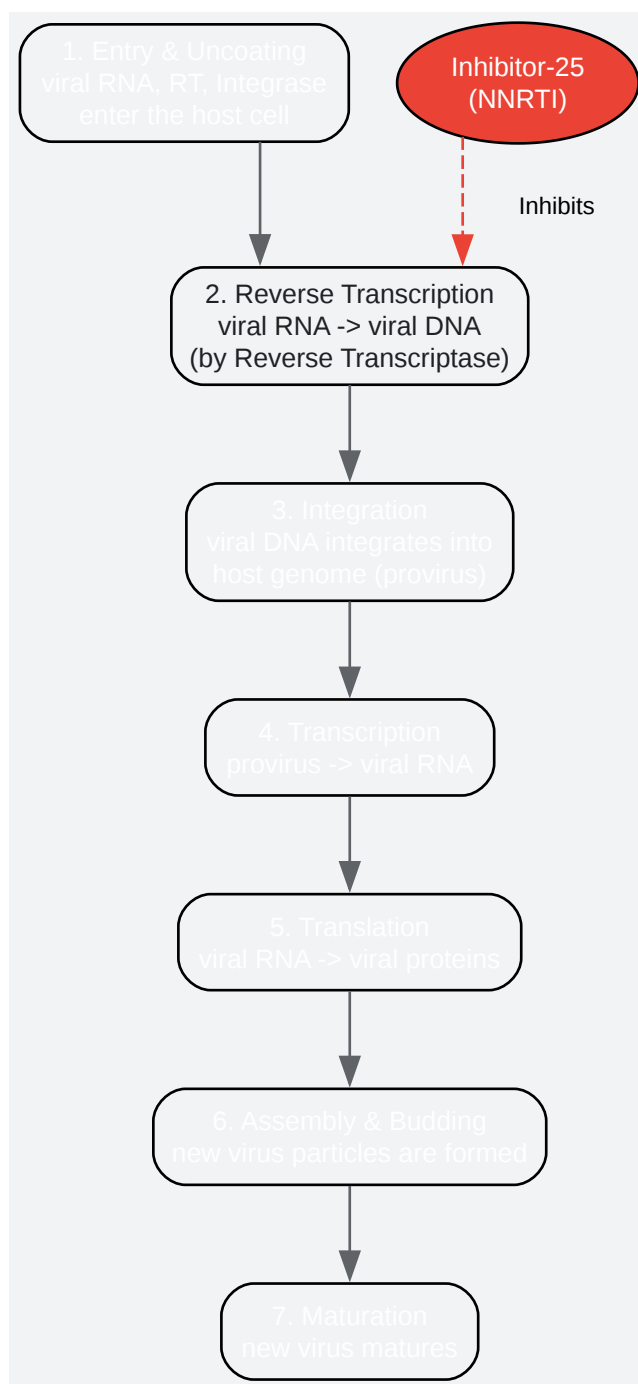 1. Entry & Uncoating
viral RNA, RT, Integrase
enter the host cell
Inhibitor-25
(NNRTI)
Inhibits
2. Reverse Transcription
viral RNA -> viral DNA
(by Reverse Transcriptase)
3. Integration
viral DNA integrates into
host genome (provirus)
4. Transcription
provirus -> viral RNA
5. Translation
viral RNA -> viral proteins
6. Assembly & Budding
new virus particles are formed
7. Maturation
new virus matures